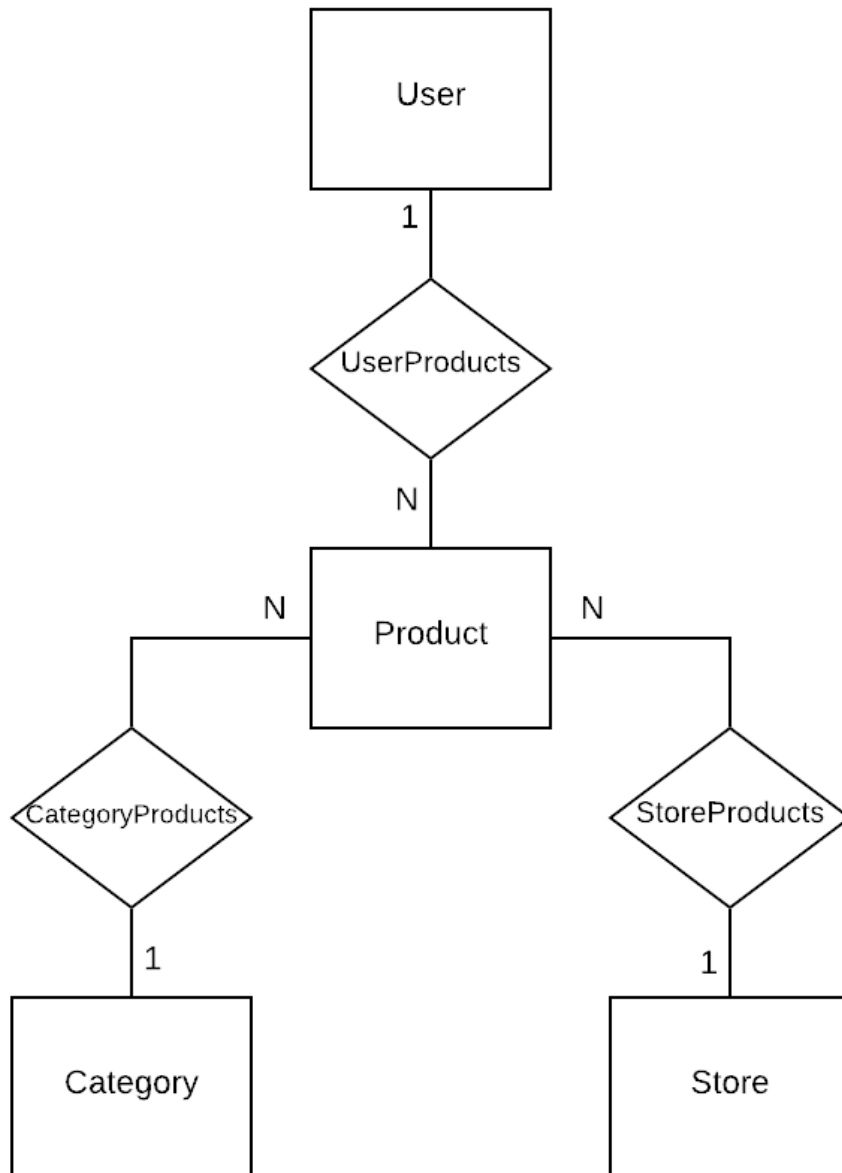 User
1
UserProducts
N
N
Product
N
CategoryProducts
StoreProducts
1
1
Category
Store